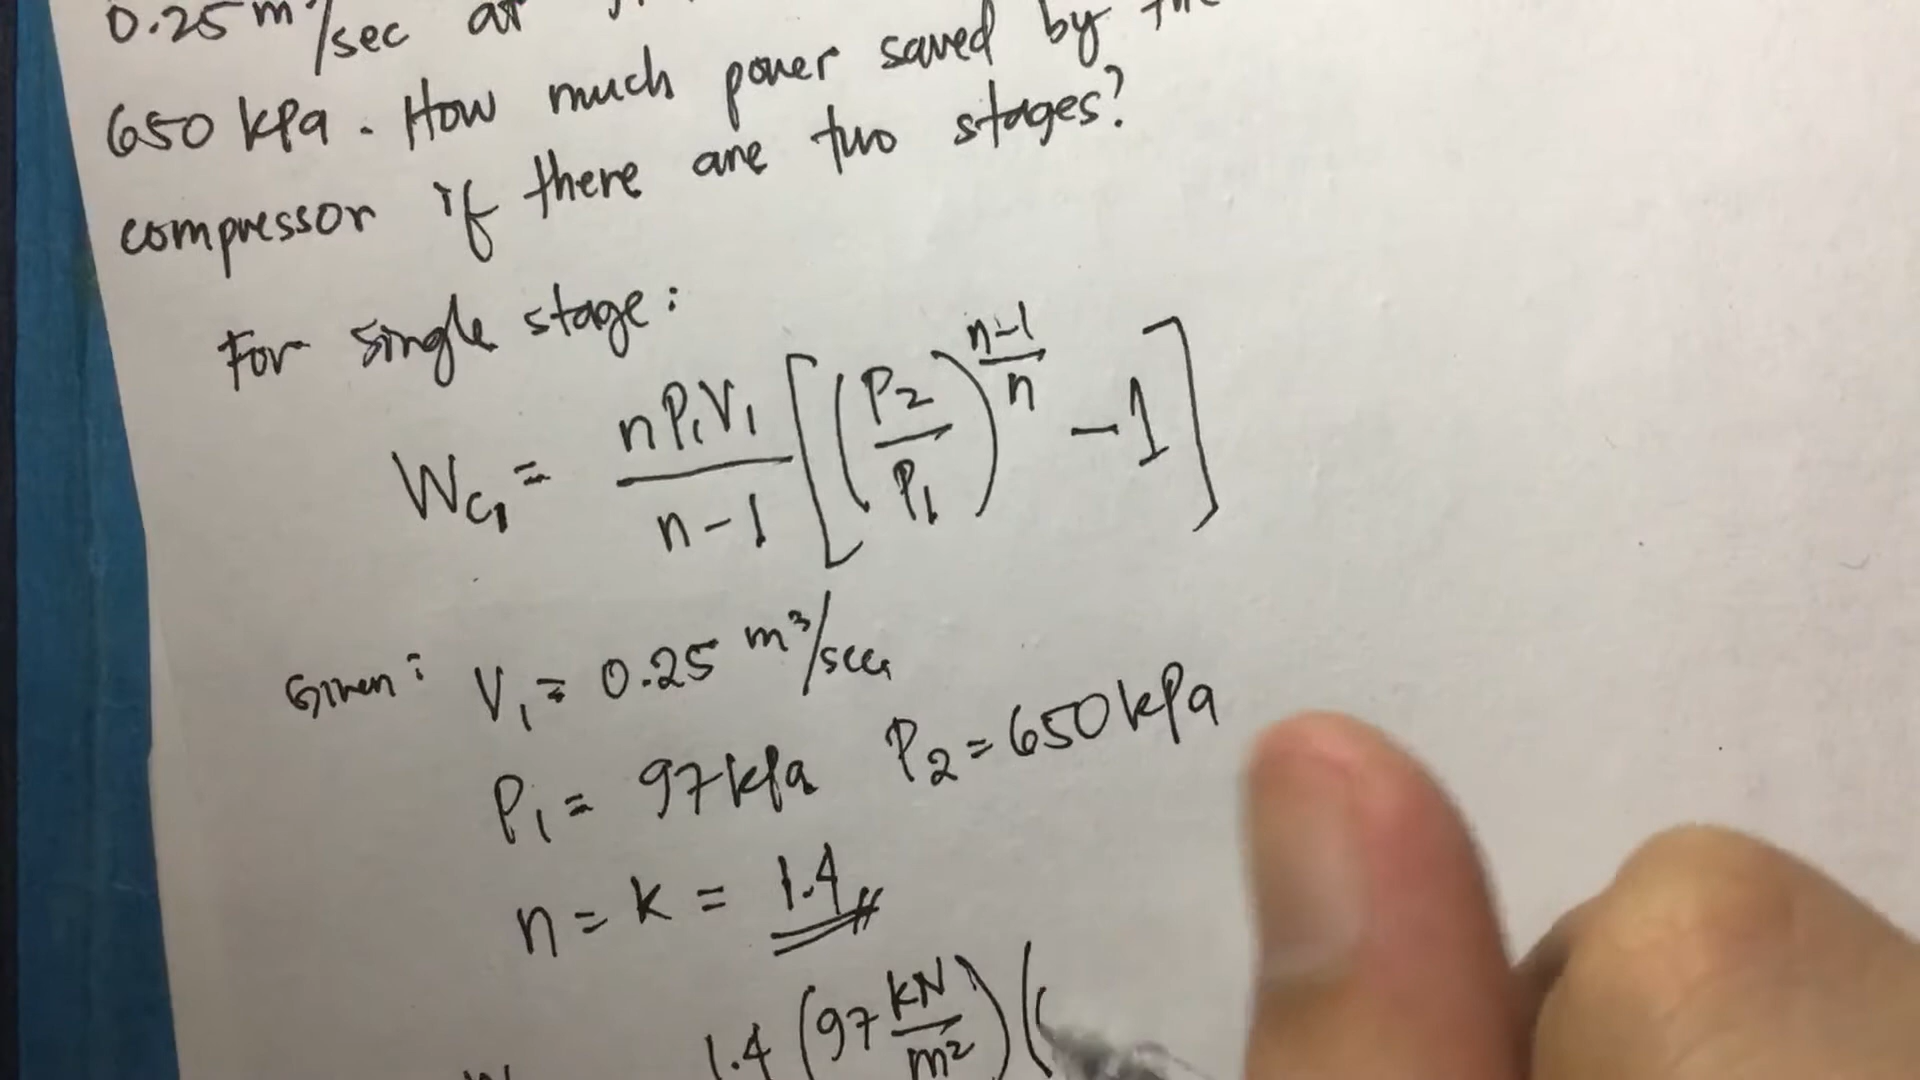 0.25 m³/sec at
650 kPa. How much power saved by the
compressor if there are two stages?
For single stage:
Wc₁ = nP₁V₁/(n-1) [(P₂/P₁)^((n-1)/n) - 1]
Given: V₁ = 0.25 m³/sec
P₁ = 97 kPa P₂ = 650 kPa
n = k = 1.4
1.4 (97 kN/m²) (